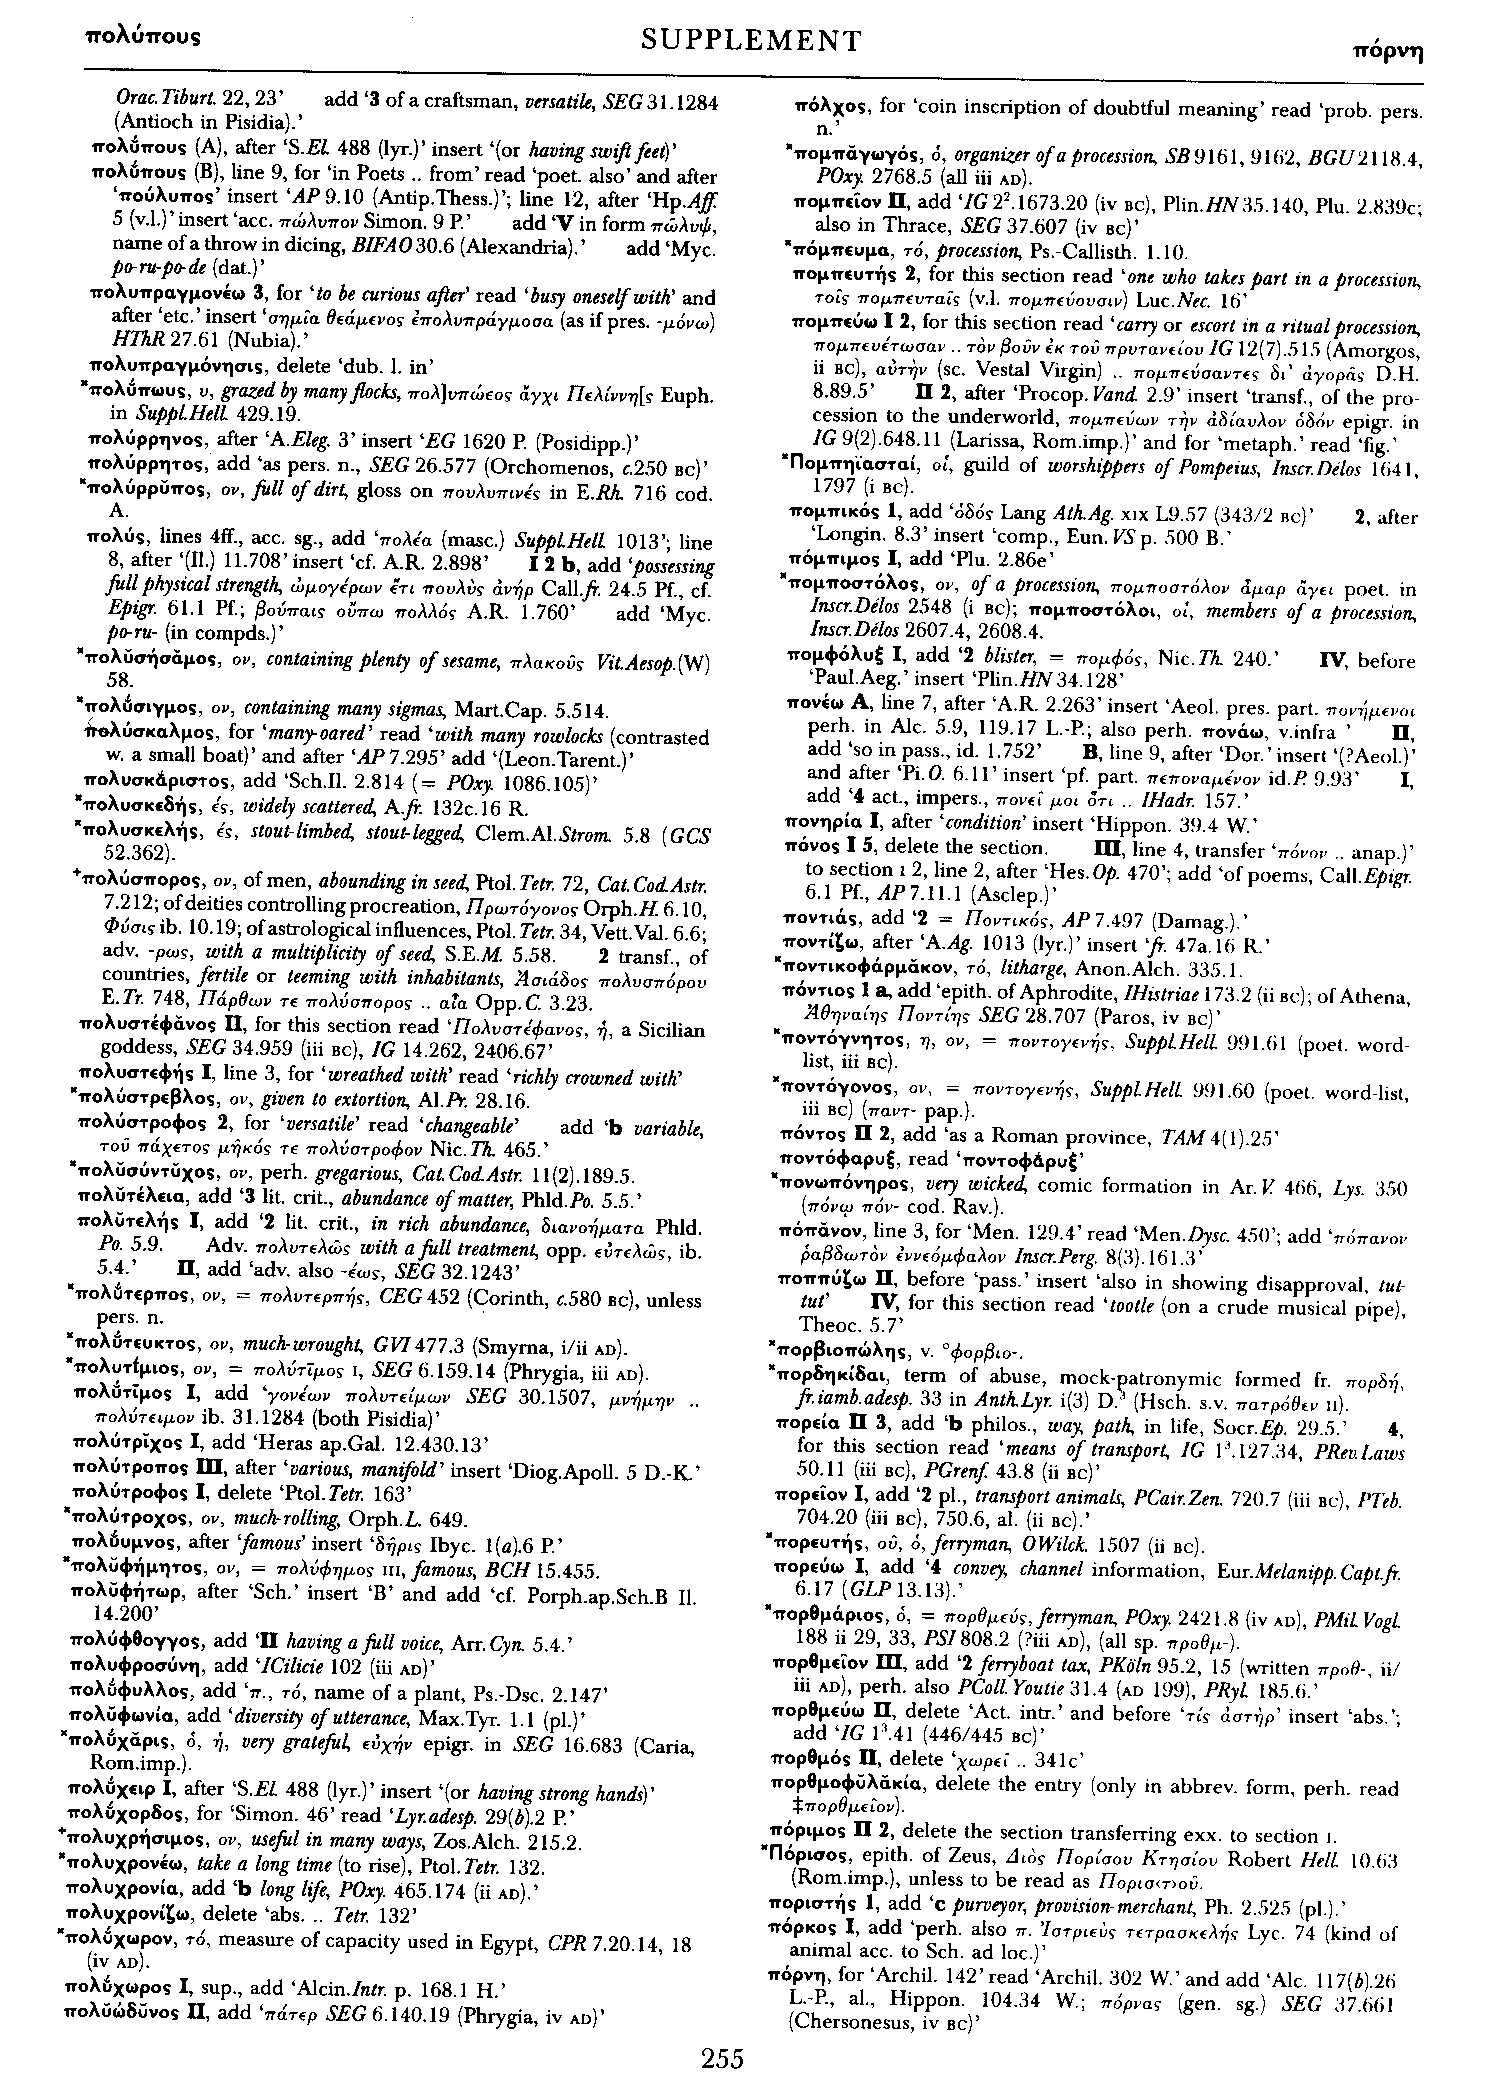 πολύπους
SUPPLEMENT
πόρνη
Orac.Tiburt. 22, 23’ add ‘3 of a craftsman, versatile, SEG 31.1284
(Antioch in Pisidia).’
πολῠ́πους (A), after ‘S.El. 488 (lyr.)’ insert ‘(or having swift feet)’
πολῠ́πους (B), line 9, for ‘in Poets .. from’ read ‘poet. also’ and after
‘πούλυπος’ insert ‘AP 9.10 (Antip.Thess.)’; line 12, after ‘Hp.Aff.
5 (v.l.)’ insert ‘acc. πώλυπον Simon. 9 P.’ add ‘V in form πῶλυψ,
name of a throw in dicing, BIFAO 30.6 (Alexandria).’ add ‘Myc.
po-ru-po-de (dat.)’
πολυπραγμονέω 3, for ‘to be curious after’ read ‘busy oneself with’ and
after ‘etc.’ insert ‘σημῖα θεάμενος ἐπολυπράγμοσα (as if pres. -μόνω)
HThR 27.61 (Nubia).’
πολυπραγμόνησις, delete ‘dub. l. in’
*πολῠ́πωυς, υ, grazed by many flocks, πολ]υπώεος ἄγχι Πελίννη[ς Euph.
in Suppl.Hell. 429.19.
πολύρρηνος, after ‘A.Eleg. 3’ insert ‘EG 1620 P. (Posidipp.)’
πολύρρητος, add ‘as pers. n., SEG 26.577 (Orchomenos, c.250 BC)’
*πολύρρῠπος, ον, full of dirt, gloss on πουλυπινές in E.Rh. 716 cod.
A.
πολύς, lines 4ff., acc. sg., add ‘πολέα (masc.) Suppl.Hell. 1013’; line
8, after ‘(Il.) 11.708’ insert ‘cf. A.R. 2.898’ I 2 b, add ‘possessing
full physical strength, ὠμογέρων ἔτι πουλὺς ἀνήρ Call.fr. 24.5 Pf., cf.
Epigr. 61.1 Pf.; βούπαις οὔπω πολλός A.R. 1.760’ add ‘Myc.
po-ru- (in compds.)’
*πολῠσήσᾰμος, ον, containing plenty of sesame, πλακοῦς Vit.Aesop.(W)
58.
*πολῠ́σιγμος, ον, containing many sigmas, Mart.Cap. 5.514.
πολύσκαλμος, for ‘many-oared’ read ‘with many rowlocks (contrasted
w. a small boat)’ and after ‘AP 7.295’ add ‘(Leon.Tarent.)’
πολυσκάριστος, add ‘Sch.Il. 2.814 (= POxy. 1086.105)’
*πολυσκεδής, ές, widely scattered, A.fr. 132c.16 R.
*πολυσκελής, ές, stout-limbed, stout-legged, Clem.Al.Strom. 5.8 (GCS
52.362).
⁺πολύσπορος, ον, of men, abounding in seed, Ptol.Tetr. 72, Cat.Cod.Astr.
7.212; of deities controlling procreation, Πρωτόγονος Orph.H. 6.10,
Φύσις ib. 10.19; of astrological influences, Ptol.Tetr. 34, Vett.Val. 6.6;
adv. -ρως, with a multiplicity of seed, S.E.M. 5.58. 2 transf., of
countries, fertile or teeming with inhabitants, Ἀσιάδος πολυσπόρου
E.Tr. 748, Πάρθων τε πολύσπορος .. αἶα Opp.C. 3.23.
πολυστέφᾰνος II, for this section read ‘Πολυστέφανος, ἡ, a Sicilian
goddess, SEG 34.959 (iii BC), IG 14.262, 2406.67’
πολυστεφής I, line 3, for ‘wreathed with’ read ‘richly crowned with’
*πολύστρεβλος, ον, given to extortion, Al.Pr. 28.16.
πολύστροφος 2, for ‘versatile’ read ‘changeable’ add ‘b variable,
τοῦ πάχετος μῆκός τε πολύστροφον Nic.Th. 465.’
*πολῠσύντῠχος, ον, perh. gregarious, Cat.Cod.Astr. 11(2).189.5.
πολῠτέλεια, add ‘3 lit. crit., abundance of matter, Phld.Po. 5.5.’
πολῠτελής I, add ‘2 lit. crit., in rich abundance, διανοήματα Phld.
Po. 5.9. Adv. πολυτελῶς with a full treatment, opp. εὐτελῶς, ib.
5.4.’ II, add ‘adv. also -έως, SEG 32.1243’
*πολῠ́τερπος, ον, = πολυτερπής, CEG 452 (Corinth, c.580 BC), unless
pers. n.
*πολῠ́τευκτος, ον, much-wrought, GVI 477.3 (Smyrna, i/ii AD).
*πολυτίμιος, ον, = πολύτῑμος I, SEG 6.159.14 (Phrygia, iii AD).
πολῠ́τῑμος I, add ‘γονέων πολυτείμων SEG 30.1507, μνήμην ..
πολύτειμον ib. 31.1284 (both Pisidia)’
πολύτρῐχος I, add ‘Heras ap.Gal. 12.430.13’
πολύτροπος III, after ‘various, manifold’ insert ‘Diog.Apoll. 5 D.-K.’
πολύτροφος I, delete ‘Ptol.Tetr. 163’
*πολύτροχος, ον, much-rolling, Orph.L. 649.
πολῠ́υμνος, after ‘famous’ insert ‘δῆρις Ibyc. 1(a).6 P.’
*πολῠφήμητος, ον, = πολύφημος III, famous, BCH 15.455.
πολῠφήτωρ, after ‘Sch.’ insert ‘B’ and add ‘cf. Porph.ap.Sch.B Il.
14.200’
πολύφθογγος, add ‘II having a full voice, Arr.Cyn. 5.4.’
πολυφροσύνη, add ‘ICilicie 102 (iii AD)’
πολῠ́φυλλος, add ‘π., τό, name of a plant, Ps.-Dsc. 2.147’
πολῠφωνία, add ‘diversity of utterance, Max.Tyr. 1.1 (pl.)’
*πολῠ́χᾰρις, ὁ, ἡ, very grateful, εὐχήν epigr. in SEG 16.683 (Caria,
Rom.imp.).
πολῠ́χειρ I, after ‘S.El. 488 (lyr.)’ insert ‘(or having strong hands)’
πολῠ́χορδος, for ‘Simon. 46’ read ‘Lyr.adesp. 29(b).2 P.’
⁺πολυχρήσιμος, ον, useful in many ways, Zos.Alch. 215.2.
*πολυχρονέω, take a long time (to rise), Ptol.Tetr. 132.
πολυχρονία, add ‘b long life, POxy. 465.174 (ii AD).’
πολυχρονίζω, delete ‘abs. .. Tetr. 132’
*πολῠ́χωρον, τό, measure of capacity used in Egypt, CPR 7.20.14, 18
(iv AD).
πολῠ́χωρος I, sup., add ‘Alcin.Intr. p. 168.1 H.’
πολῠώδῠνος II, add ‘πάτερ SEG 6.140.19 (Phrygia, iv AD)’
πόλχος, for ‘coin inscription of doubtful meaning’ read ‘prob. pers.
n.’
*πομπᾰγωγός, ὁ, organizer of a procession, SB 9161, 9162, BGU 2118.4,
POxy. 2768.5 (all iii AD).
πομπεῖον II, add ‘IG 2².1673.20 (iv BC), Plin.HN 35.140, Plu. 2.839c;
also in Thrace, SEG 37.607 (iv BC)’
*πόμπευμα, τό, procession, Ps.-Callisth. 1.10.
πομπευτής 2, for this section read ‘one who takes part in a procession,
τοῖς πομπευταῖς (v.l. πομπεύουσιν) Luc.Nec. 16’
πομπεύω I 2, for this section read ‘carry or escort in a ritual procession,
πομπευέτωσαν .. τὸν βοῦν ἐκ τοῦ πρυτανείου IG 12(7).515 (Amorgos,
ii BC), αὐτήν (sc. Vestal Virgin) .. πομπεύσαντες δι’ ἀγορᾶς D.H.
8.89.5’ II 2, after ‘Procop.Vand. 2.9’ insert ‘transf., of the pro-
cession to the underworld, πομπεύων τὴν ἀδίαυλον ὁδόν epigr. in
IG 9(2).648.11 (Larissa, Rom.imp.)’ and for ‘metaph.’ read ‘fig.’
*Πομπηϊασταί, οἱ, guild of worshippers of Pompeius, Inscr.Délos 1641,
1797 (i BC).
πομπικός 1, add ‘ὁδός Lang Ath.Ag. XIX L9.57 (343/2 BC)’ 2, after
‘Longin. 8.3’ insert ‘comp., Eun.VS p. 500 B.’
πόμπιμος I, add ‘Plu. 2.86e’
*πομποστόλος, ον, of a procession, πομποστόλον ἆμαρ ἄγει poet. in
Inscr.Délos 2548 (i BC); πομποστόλοι, οἱ, members of a procession,
Inscr.Délos 2607.4, 2608.4.
πομφόλυξ I, add ‘2 blister, = πομφός, Nic.Th. 240.’ IV, before
‘Paul.Aeg.’ insert ‘Plin.HN 34.128’
πονέω A, line 7, after ‘A.R. 2.263’ insert ‘Aeol. pres. part. πονήμενοι
perh. in Alc. 5.9, 119.17 L.-P.; also perh. πονάω, v.infra ’ II,
add ‘so in pass., id. 1.752’ B, line 9, after ‘Dor.’ insert ‘(?Aeol.)’
and after ‘Pi.O. 6.11’ insert ‘pf. part. πεποναμένον id.P. 9.93’ I,
add ‘4 act., impers., πονεῖ μοι ὅτι .. IHadr. 157.’
πονηρία I, after ‘condition’ insert ‘Hippon. 39.4 W.’
πόνος I 5, delete the section. III, line 4, transfer ‘πόνον .. anap.)’
to section I 2, line 2, after ‘Hes.Op. 470’; add ‘of poems, Call.Epigr.
6.1 Pf., AP 7.11.1 (Asclep.)’
ποντιάς, add ‘2 = Ποντικός, AP 7.497 (Damag.).’
ποντίζω, after ‘A.Ag. 1013 (lyr.)’ insert ‘fr. 47a.16 R.’
*ποντικοφάρμᾰκον, τό, litharge, Anon.Alch. 335.1.
πόντιος I a, add ‘epith. of Aphrodite, IHistriae 173.2 (ii BC); of Athena,
Ἀθηναίης Ποντίης SEG 28.707 (Paros, iv BC)’
*ποντόγνητος, η, ον, = ποντογενής, Suppl.Hell. 991.61 (poet. word-
list, iii BC).
*ποντόγονος, ον, = ποντογενής, Suppl.Hell. 991.60 (poet. word-list,
iii BC) (παντ- pap.).
πόντος II 2, add ‘as a Roman province, TAM 4(1).25’
ποντόφαρυξ, read ‘ποντοφάρυξ’
*πονωπόνηρος, very wicked, comic formation in Ar.V. 466, Lys. 350
(πόνῳ πόν- cod. Rav.).
πόπᾰνον, line 3, for ‘Men. 129.4’ read ‘Men.Dysc. 450’; add ‘πόπανον
ῥαβδωτὸν ἐννεόμφαλον Inscr.Perg. 8(3).161.3’
ποππύζω II, before ‘pass.’ insert ‘also in showing disapproval, tut-
tut’ IV, for this section read ‘tootle (on a crude musical pipe),
Theoc. 5.7’
*πορβιοπώλης, v. °φορβιο-.
*πορδηκίδαι, term of abuse, mock-patronymic formed fr. πορδή,
fr.iamb.adesp. 33 in Anth.Lyr. i(3) D.³ (Hsch. s.v. πατρόθεν II).
πορεία II 3, add ‘b philos., way, path, in life, Socr.Ep. 29.5.’ 4,
for this section read ‘means of transport, IG 1³.127.34, PRev.Laws
50.11 (iii BC), PGrenf. 43.8 (ii BC)’
πορεῖον I, add ‘2 pl., transport animals, PCair.Zen. 720.7 (iii BC), PTeb.
704.20 (iii BC), 750.6, al. (ii BC).’
*πορευτής, οῦ, ὁ, ferryman, OWilck. 1507 (ii BC).
πορεύω I, add ‘4 convey, channel information, Eur.Melanipp.Capt.fr.
6.17 (GLP 13.13).’
*πορθμάριος, ὁ, = πορθμεύς, ferryman, POxy. 2421.8 (iv AD), PMil.Vogl.
188 ii 29, 33, PSI 808.2 (?iii AD), (all sp. προθμ-).
πορθμεῖον III, add ‘2 ferryboat tax, PKöln 95.2, 15 (written προθ-, ii/
iii AD), perh. also PColl.Youtie 31.4 (AD 199), PRyl. 185.6.’
πορθμεύω II, delete ‘Act. intr.’ and before ‘τίς ἀστήρ’ insert ‘abs.’;
add ‘IG 1³.41 (446/445 BC)’
πορθμός II, delete ‘χωρεῖ .. 341c’
πορθμοφῠλᾰκία, delete the entry (only in abbrev. form, perh. read
‡πορθμεῖον).
πόριμος II 2, delete the section transferring exx. to section I.
*Πόρισος, epith. of Zeus, Διὸς Πορίσου Κτησίου Robert Hell. 10.63
(Rom.imp.), unless to be read as Πορισ‹τ›οῦ.
ποριστής 1, add ‘c purveyor, provision-merchant, Ph. 2.525 (pl.).’
πόρκος I, add ‘perh. also π. Ἰστριεὺς τετρασκελής Lyc. 74 (kind of
animal acc. to Sch. ad loc.)’
πόρνη, for ‘Archil. 142’ read ‘Archil. 302 W.’ and add ‘Alc. 117(b).26
L.-P., al., Hippon. 104.34 W.; πόρνας (gen. sg.) SEG 37.661
(Chersonesus, iv BC)’
255